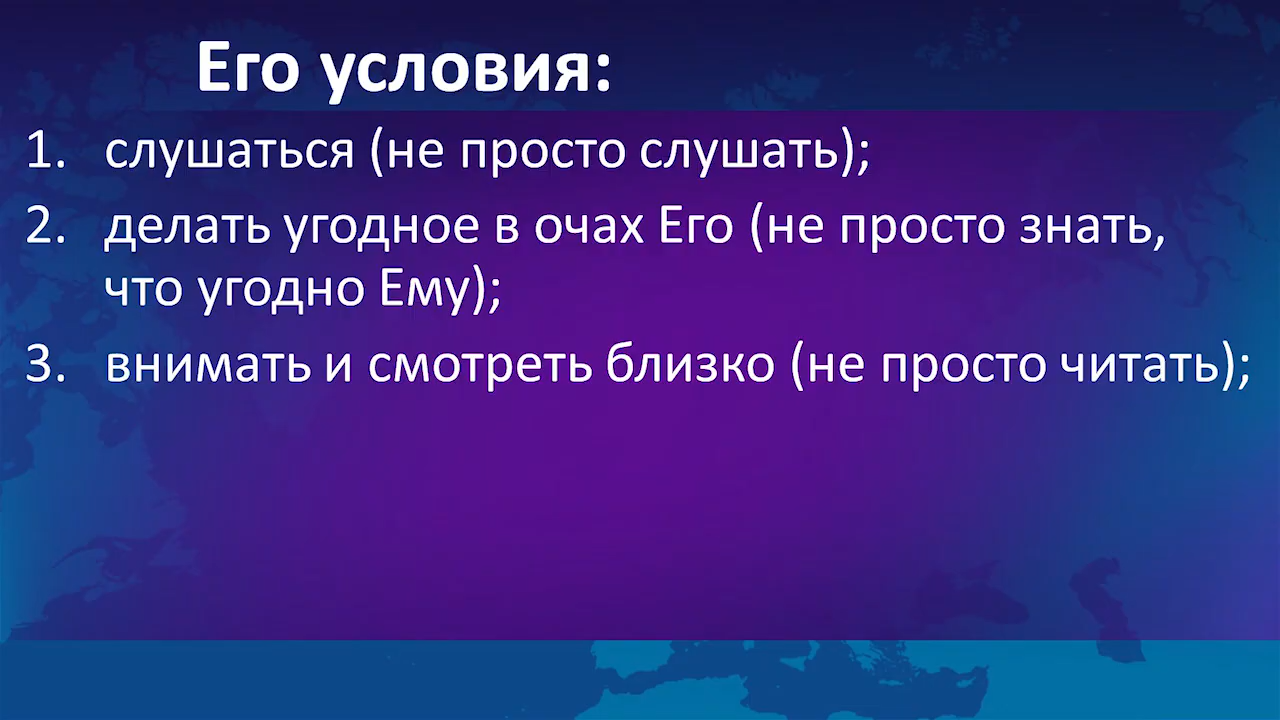 Его условия:
1. слушаться (не просто слушать);
2. делать угодное в очах Его (не просто знать,
что угодно Ему);
3. внимать и смотреть близко (не просто читать);